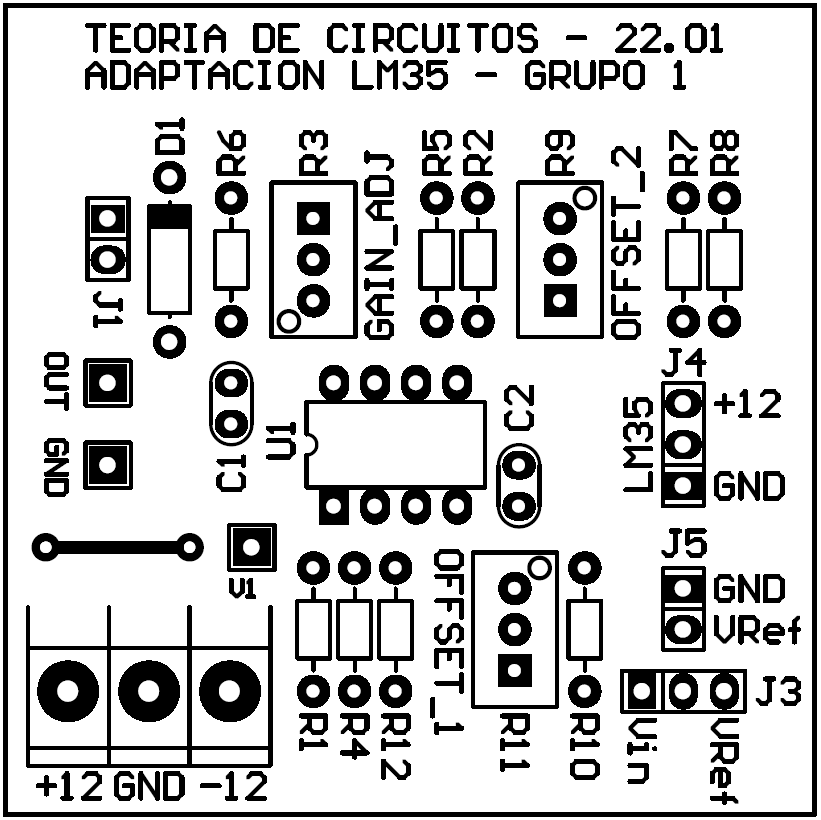 TEORIA DE CIRCUITOS - 22.01
ADAPTACION LM35 - GRUPO 1
D1
R6
R3
GAIN_ADJ
R5
R2
R9
OFFSET_2
R7
R8
J1
OUT
GND
C1
U1
C2
J4
LM35
+12
GND
V1
OFFSET_1
J5
GND
VRef
J3
Vin
VRef
R1
R4
R12
R11
R10
+12 GND -12